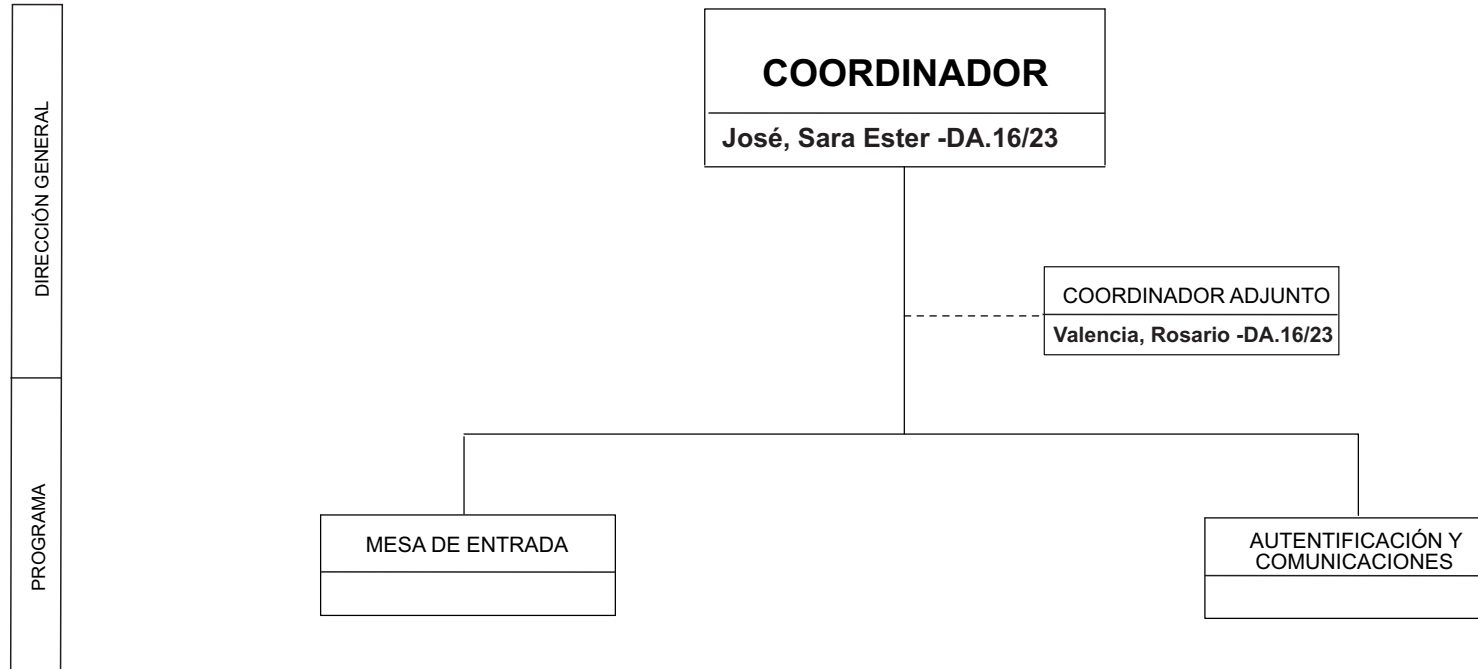 DIRECCIÓN GENERAL
COORDINADOR
José, Sara Ester -DA.16/23
COORDINADOR ADJUNTO
Valencia, Rosario -DA.16/23
PROGRAMA
MESA DE ENTRADA
AUTENTIFICACIÓN Y
COMUNICACIONES